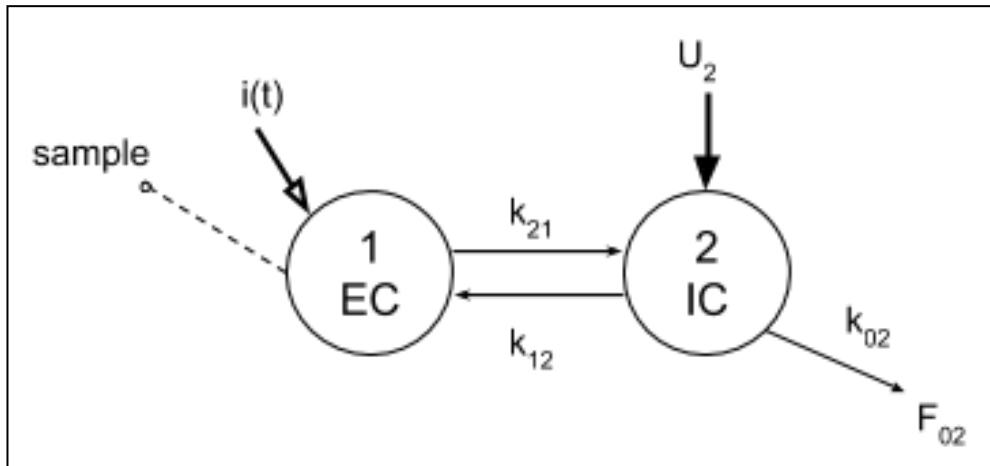 U₂
i(t)
sample
k₂₁
1
EC
2
IC
k₁₂
k₀₂
F₀₂